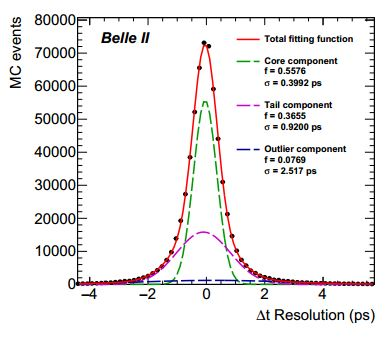 MC events
80000
70000
60000
50000
40000
30000
20000
10000
0
Belle II
Total fitting function
Core component
f = 0.5576
σ = 0.3992 ps
Tail component
f = 0.3655
σ = 0.9200 ps
Outlier component
f = 0.0769
σ = 2.517 ps
-4 -2 0 2 4
Δt Resolution (ps)